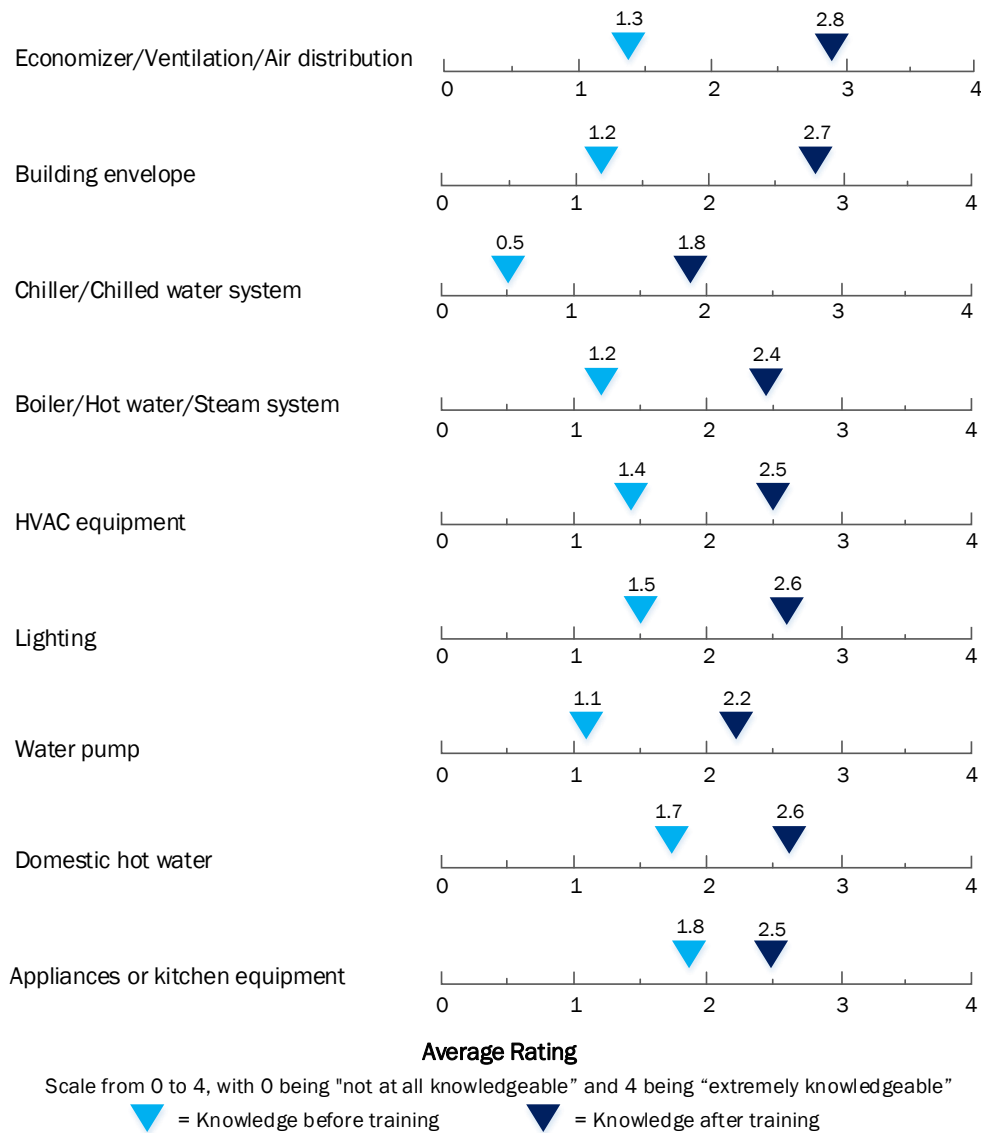 1.3 2.8
Economizer/Ventilation/Air distribution
0 1 2 3 4
1.2 2.7
Building envelope
0 1 2 3 4
0.5 1.8
Chiller/Chilled water system
0 1 2 3 4
1.2 2.4
Boiler/Hot water/Steam system
0 1 2 3 4
1.4 2.5
HVAC equipment
0 1 2 3 4
1.5 2.6
Lighting
0 1 2 3 4
1.1 2.2
Water pump
0 1 2 3 4
1.7 2.6
Domestic hot water
0 1 2 3 4
1.8 2.5
Appliances or kitchen equipment
0 1 2 3 4
Average Rating
Scale from 0 to 4, with 0 being "not at all knowledgeable” and 4 being “extremely knowledgeable”
= Knowledge before training = Knowledge after training